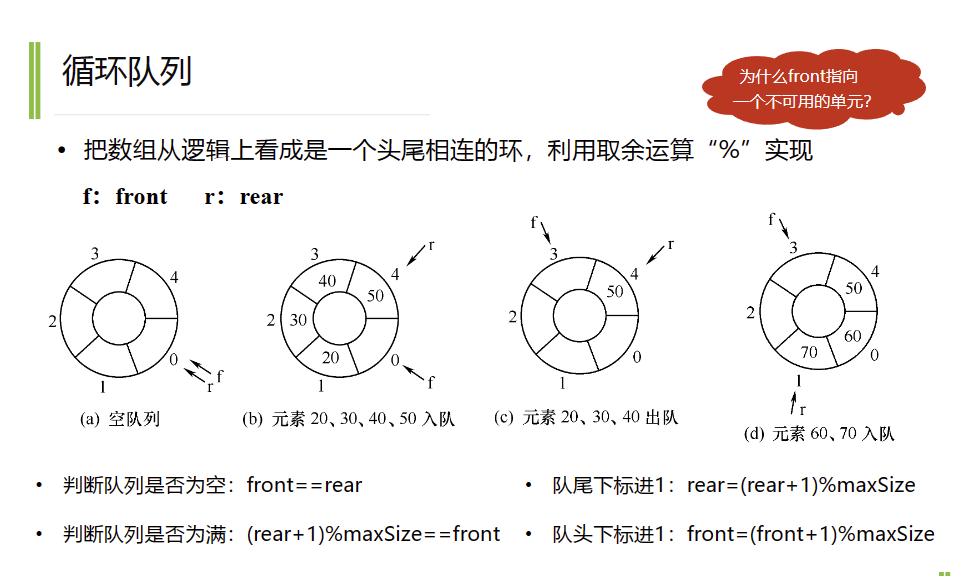 循环队列
为什么front指向
一个不可用的单元?
• 把数组从逻辑上看成是一个头尾相连的环，利用取余运算“%”实现
f：front r：rear
3
4
2
0
1
f
r
(a) 空队列
3
4
2
0
1
40
50
30
20
r
f
(b) 元素 20、30、40、50 入队
f
3
4
2
0
1
50
r
(c) 元素 20、30、40 出队
f
3
4
2
0
1
50
60
70
r
(d) 元素 60、70 入队
• 判断队列是否为空：front==rear
• 判断队列是否为满：(rear+1)%maxSize==front
• 队尾下标进1：rear=(rear+1)%maxSize
• 队头下标进1：front=(front+1)%maxSize